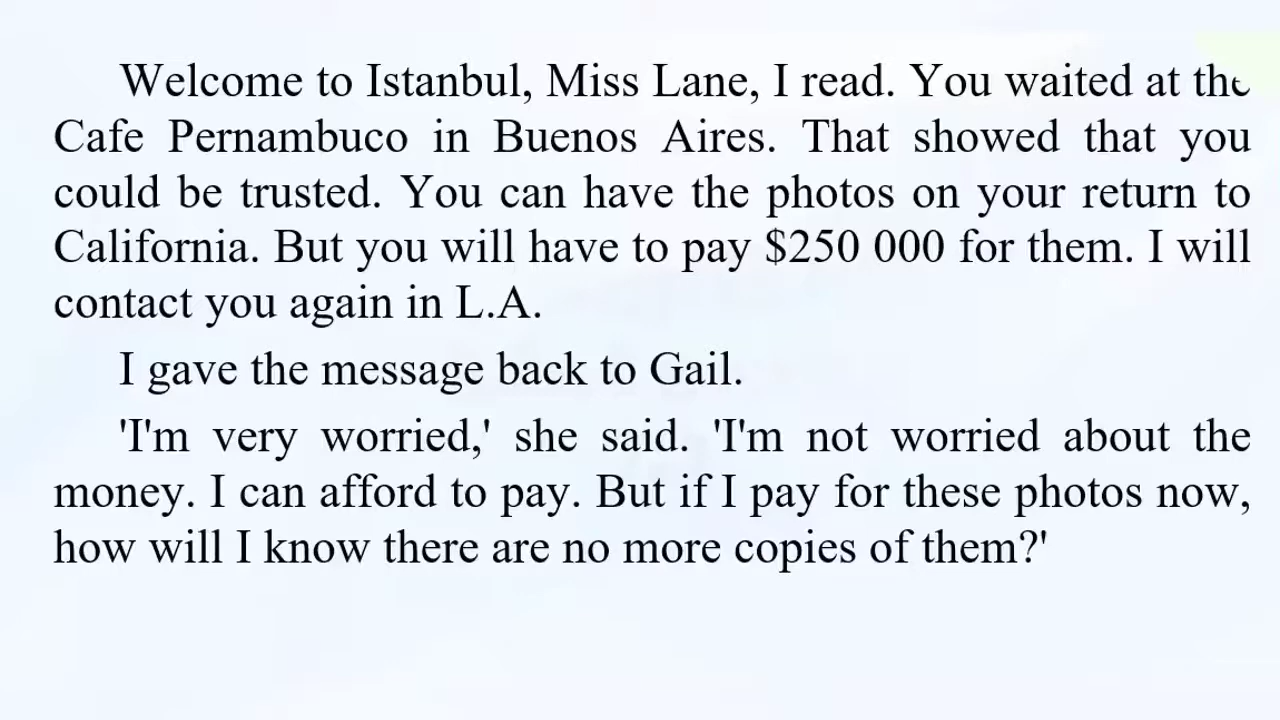 Welcome to Istanbul, Miss Lane, I read. You waited at the
Cafe Pernambuco in Buenos Aires. That showed that you
could be trusted. You can have the photos on your return to
California. But you will have to pay $250 000 for them. I will
contact you again in L.A.
I gave the message back to Gail.
'I'm very worried,' she said. 'I'm not worried about the
money. I can afford to pay. But if I pay for these photos now,
how will I know there are no more copies of them?'